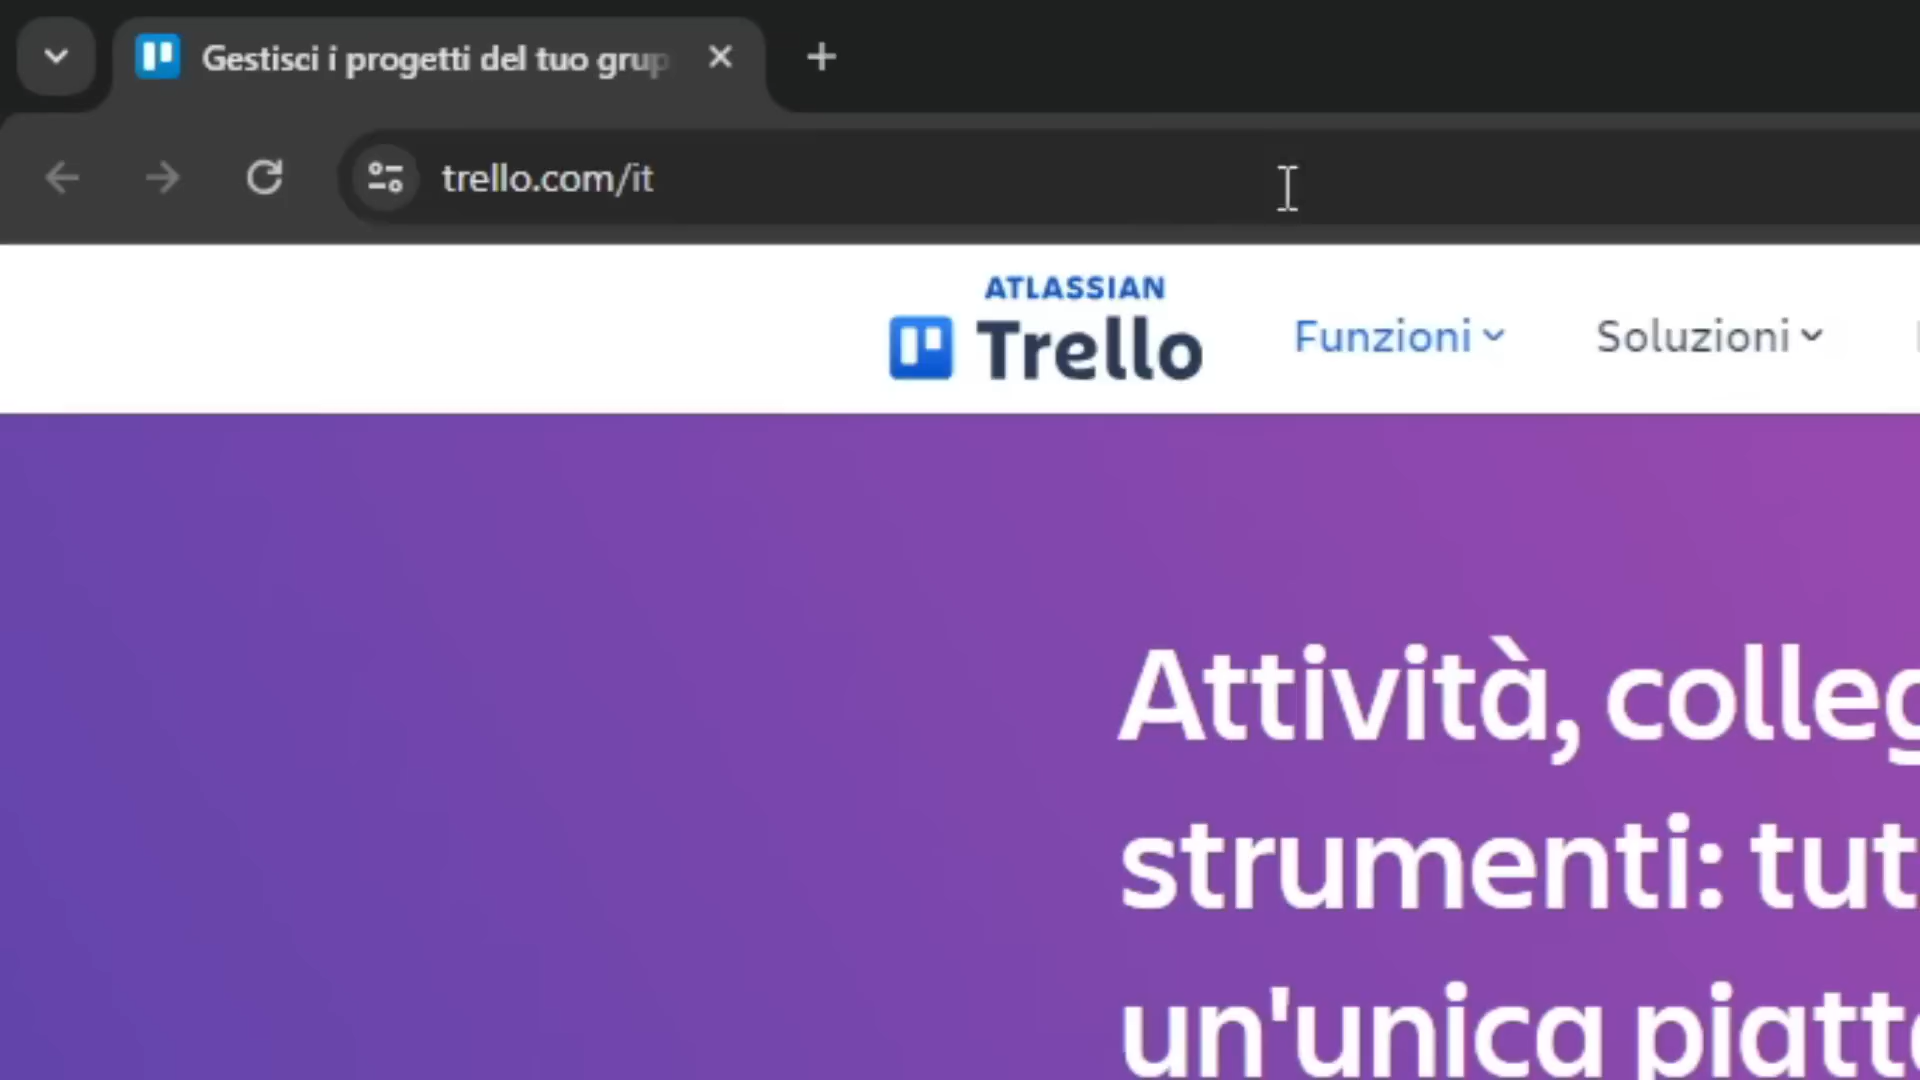 Gestisci i progetti del tuo grup
trello.com/it
ATLASSIAN
Trello
Funzioni
Soluzioni
Attività, colleg
strumenti: tut
un'unica piatt